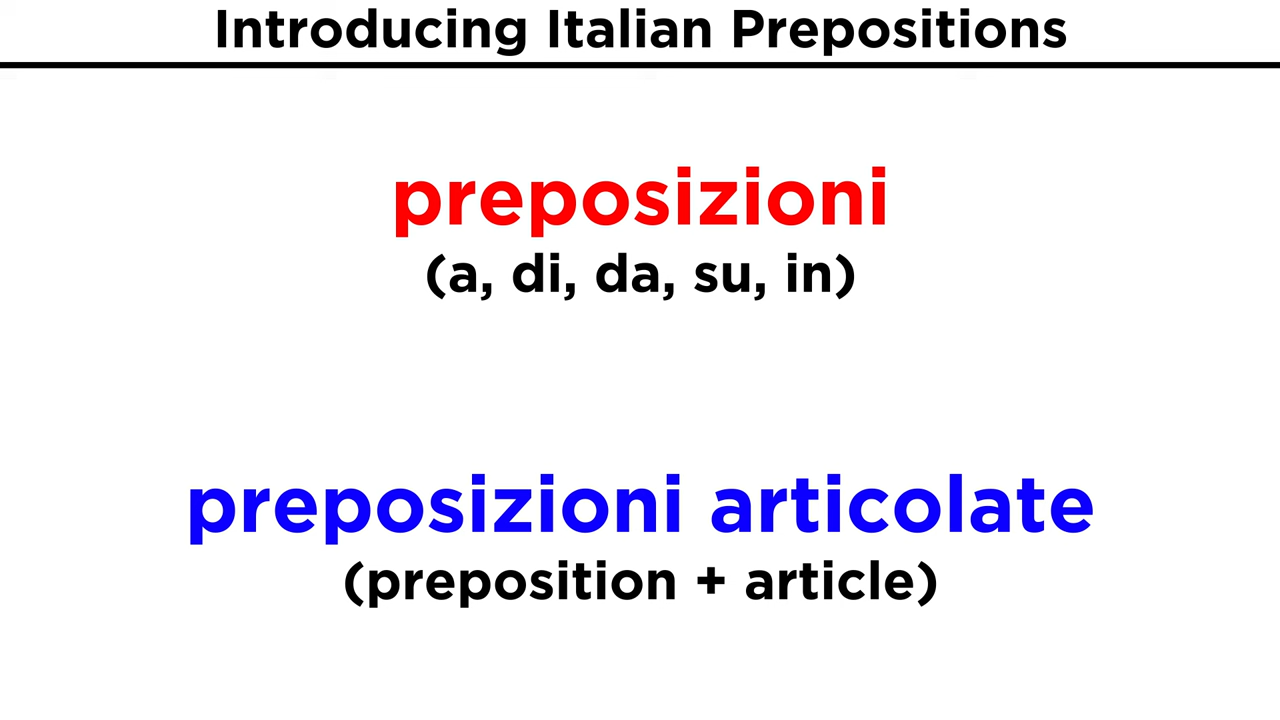 Introducing Italian Prepositions
preposizioni
(a, di, da, su, in)
preposizioni articolate
(preposition + article)